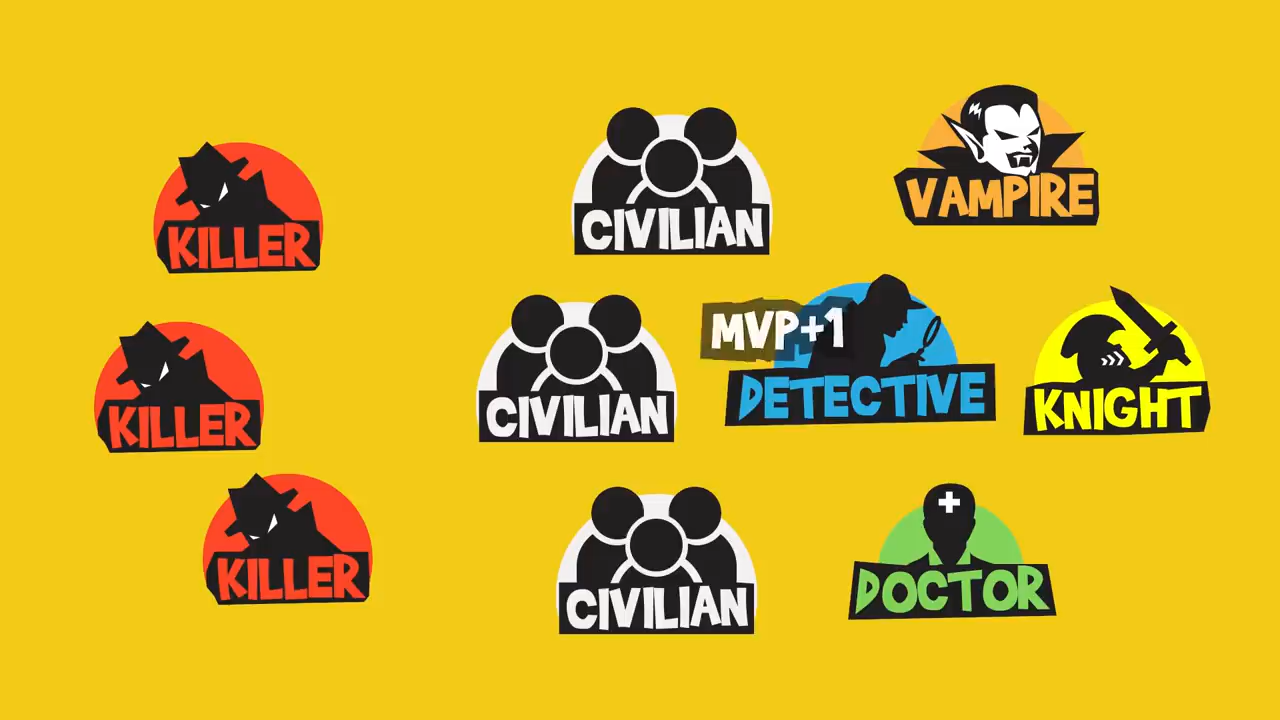 KILLER
KILLER
KILLER
CIVILIAN
CIVILIAN
CIVILIAN
VAMPIRE
MVP+1
DETECTIVE
KNIGHT
DOCTOR